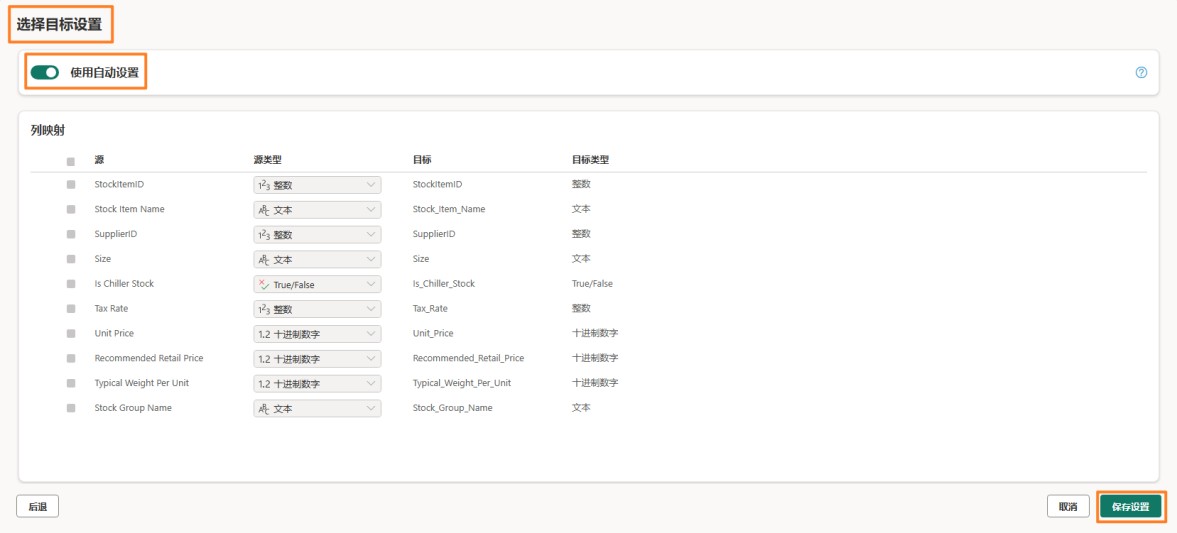 选择目标设置
使用自动设置
列映射
源 源类型 目标 目标类型
StockItemID 1²3 整数 StockItemID 整数
Stock Item Name ABC 文本 Stock_Item_Name 文本
SupplierID 1²3 整数 SupplierID 整数
Size ABC 文本 Size 文本
Is Chiller Stock True/False Is_Chiller_Stock True/False
Tax Rate 1²3 整数 Tax_Rate 整数
Unit Price 1.2 十进制数字 Unit_Price 十进制数字
Recommended Retail Price 1.2 十进制数字 Recommended_Retail_Price 十进制数字
Typical Weight Per Unit 1.2 十进制数字 Typical_Weight_Per_Unit 十进制数字
Stock Group Name ABC 文本 Stock_Group_Name 文本
后退 取消 保存设置